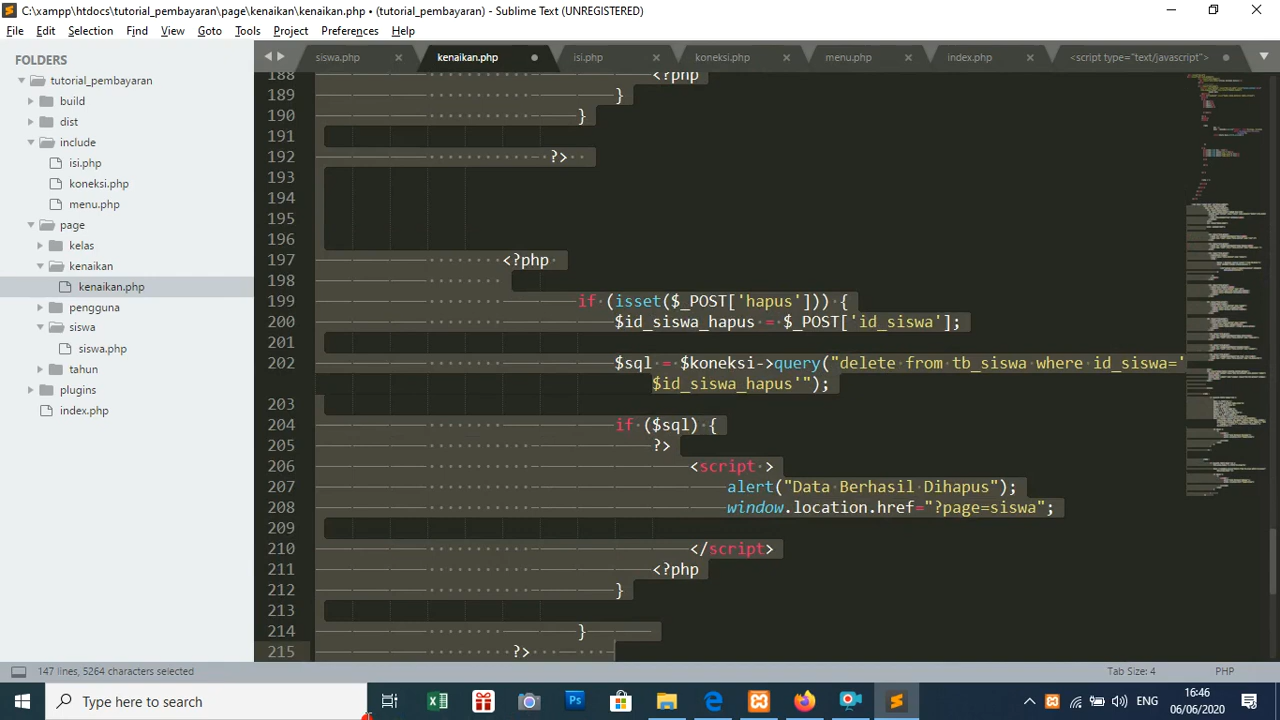 C:\xampp\htdocs\tutorial_pembayaran\page\kenaikan\kenaikan.php • (tutorial_pembayaran) - Sublime Text (UNREGISTERED)
File Edit Selection Find View Goto Tools Project Preferences Help
FOLDERS
tutorial_pembayaran
build
dist
include
isi.php
koneksi.php
menu.php
page
kelas
kenaikan
kenaikan.php
pengguna
siswa
siswa.php
tahun
plugins
index.php
siswa.php kenaikan.php isi.php koneksi.php menu.php index.php <script type="text/javascript">
188 <?php
189 }
190 }
191
192 ?>
193
194
195
196
197 <?php
198
199 if (isset($_POST['hapus'])) {
200 $id_siswa_hapus = $_POST['id_siswa'];
201
202 $sql = $koneksi->query("delete from tb_siswa where id_siswa='
$id_siswa_hapus'");
203
204 if ($sql) {
205 ?>
206 <script >
207 alert("Data Berhasil Dihapus");
208 window.location.href="?page=siswa";
209
210 </script>
211 <?php
212 }
213
214 }
215 ?>
147 lines, 5264 characters selected Tab Size: 4 PHP
Type here to search
ENG
20:46
06/06/2020